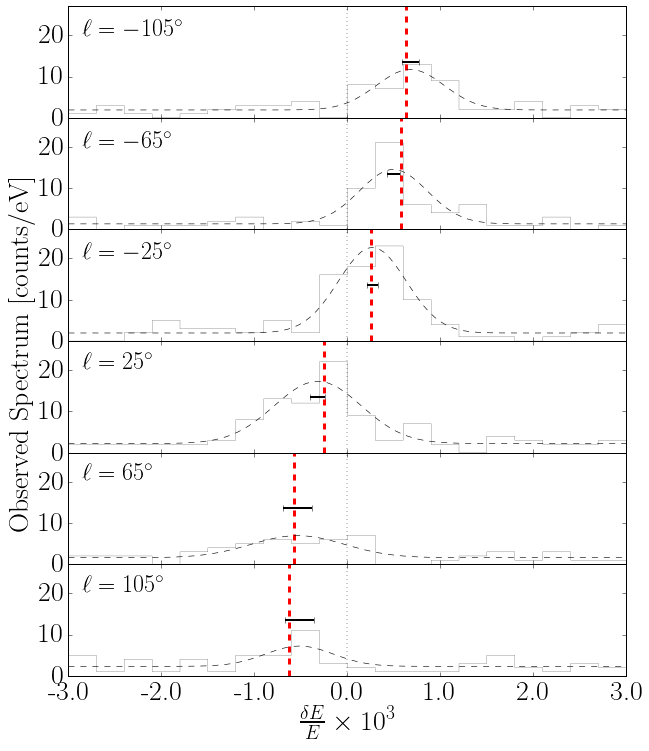 Observed Spectrum [counts/eV]
ℓ = −105°
20
10
0
ℓ = −65°
20
10
0
ℓ = −25°
20
10
0
ℓ = 25°
20
10
0
ℓ = 65°
20
10
0
ℓ = 105°
20
10
0
-3.0 -2.0 -1.0 0.0 1.0 2.0 3.0
δE/E × 10³